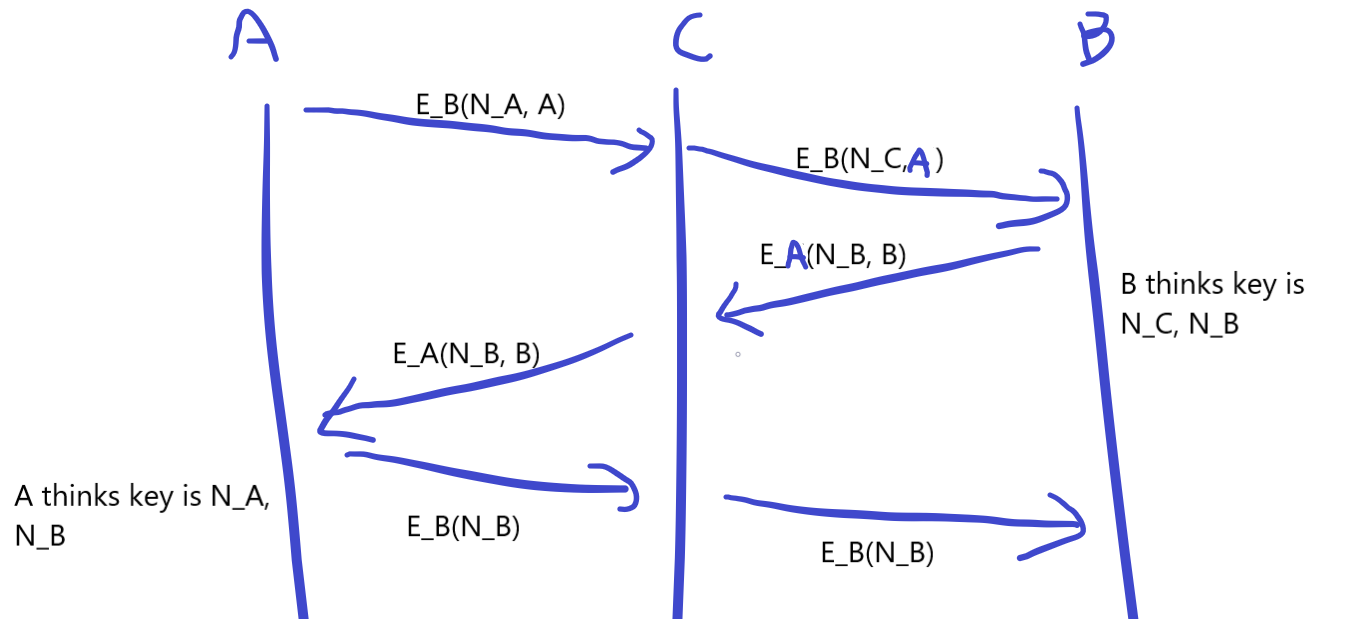 A
C
B
E_B(N_A, A)
E_B(N_C,A)
E_A(N_B, B)
B thinks key is
N_C, N_B
E_A(N_B, B)
A thinks key is N_A,
N_B
E_B(N_B)
E_B(N_B)